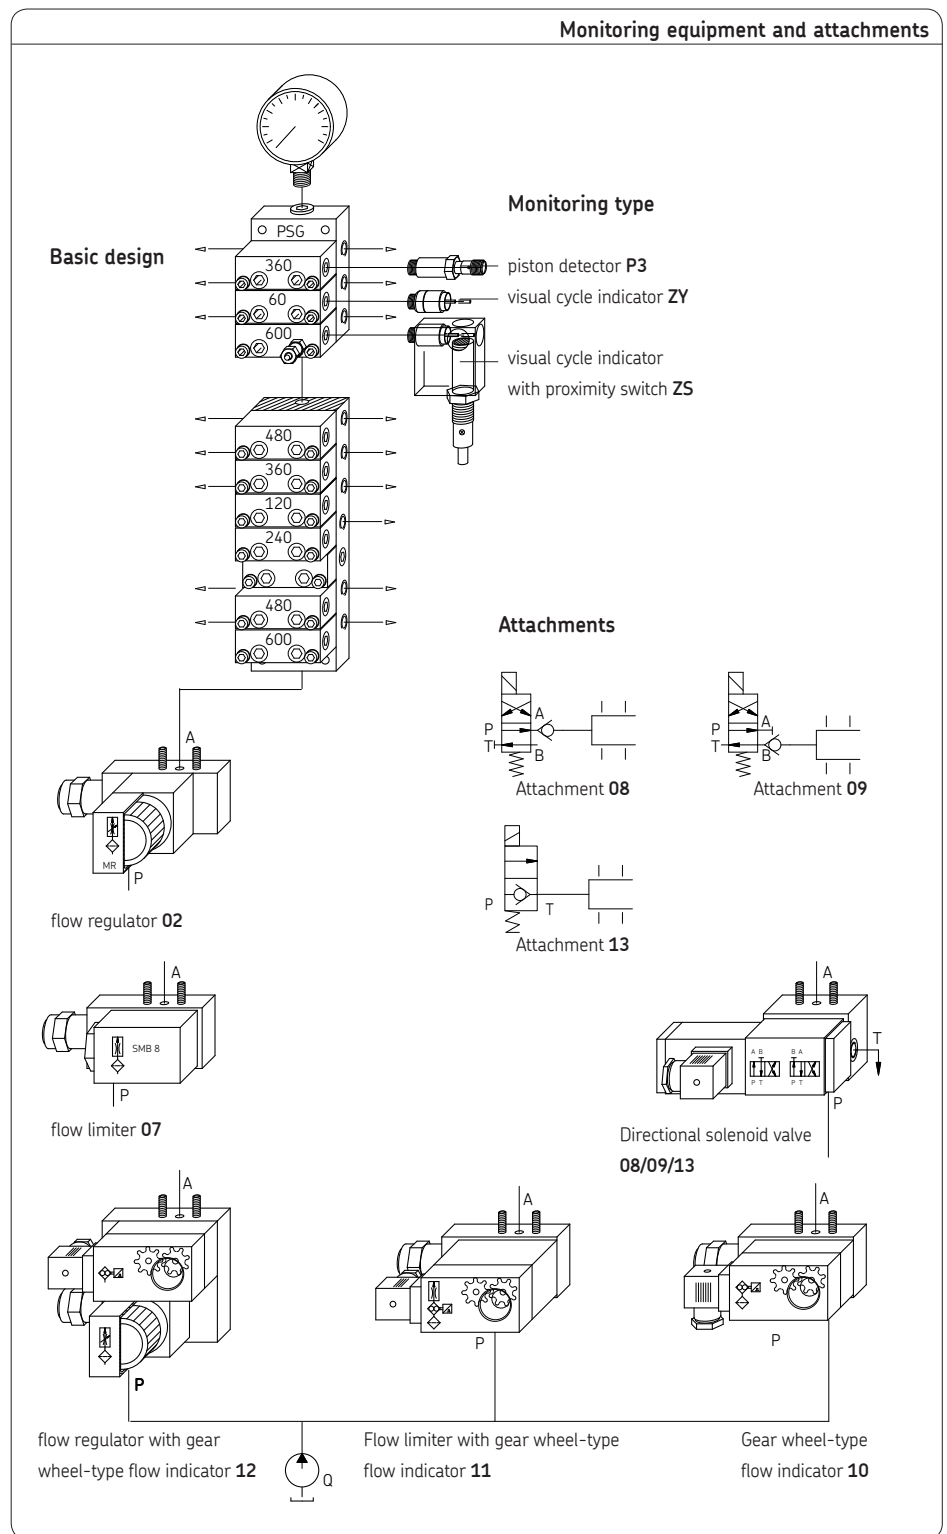 Monitoring equipment and attachments
Monitoring type
PSG
Basic design
360
piston detector P3
60
visual cycle indicator ZY
600
visual cycle indicator
with proximity switch ZS
480
360
120
240
480
600
Attachments
A
P
T
B
Attachment 08
A
P
T
B
Attachment 09
A
MR
P
flow regulator 02
P
T
Attachment 13
A
SMB 8
P
flow limiter 07
A
T
A B
B A
P T
P T
P
Directional solenoid valve
08/09/13
A
P
flow regulator with gear
wheel-type flow indicator 12
A
P
Flow limiter with gear wheel-type
flow indicator 11
A
P
Gear wheel-type
flow indicator 10
Q